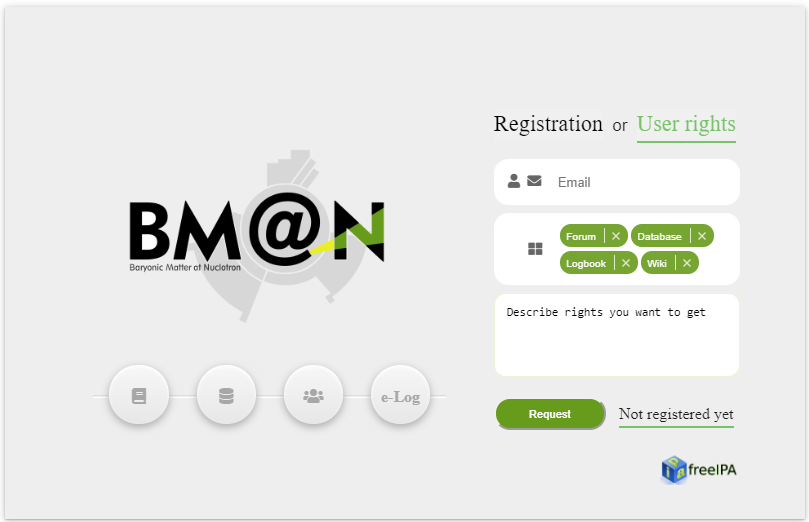 BM@N
Baryonic Matter at Nuclotron
e-Log
Registration or User rights
Email
Forum × Database ×
Logbook × Wiki ×
Describe rights you want to get
Request Not registered yet
freeIPA